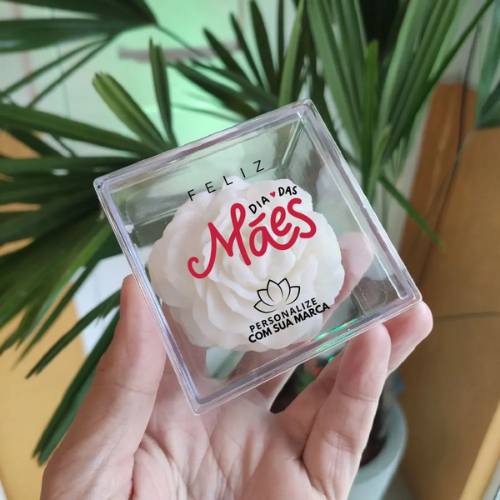 FELIZ
DIA DAS
Mães
PERSONALIZE
COM SUA MARCA